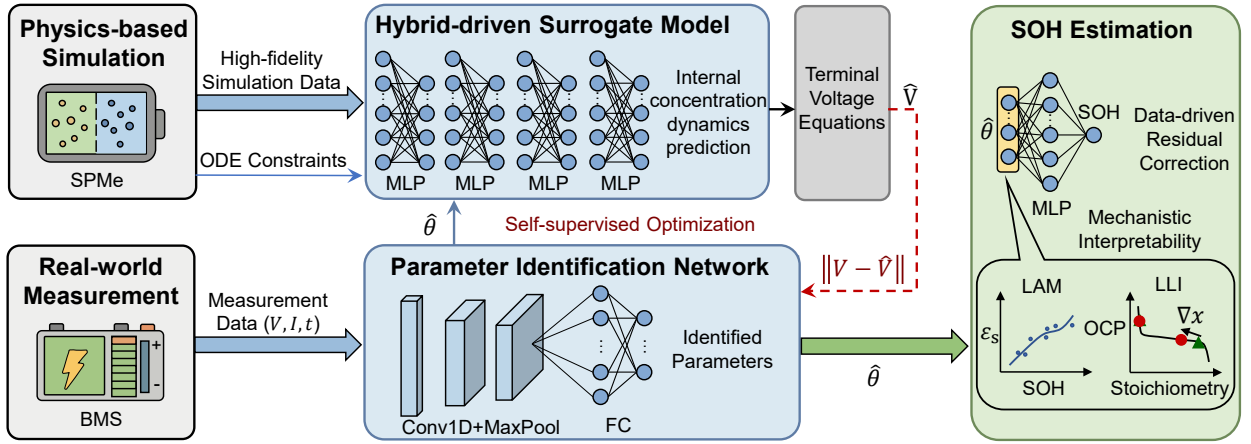 Physics-based
Simulation
SPMe
High-fidelity
Simulation Data
ODE Constraints
Hybrid-driven Surrogate Model
MLP
MLP
MLP
MLP
Internal
concentration
dynamics
prediction
Terminal
Voltage
Equations
V̂
θ̂
Self-supervised Optimization
‖V − V̂‖
Real-world
Measurement
+
-
BMS
Measurement
Data (V, I, t)
Parameter Identification Network
Conv1D+MaxPool
FC
Identified
Parameters
θ̂
SOH Estimation
θ̂
SOH
MLP
Data-driven
Residual
Correction
Mechanistic
Interpretability
LAM
εₛ
SOH
LLI
OCP
∇x
Stoichiometry